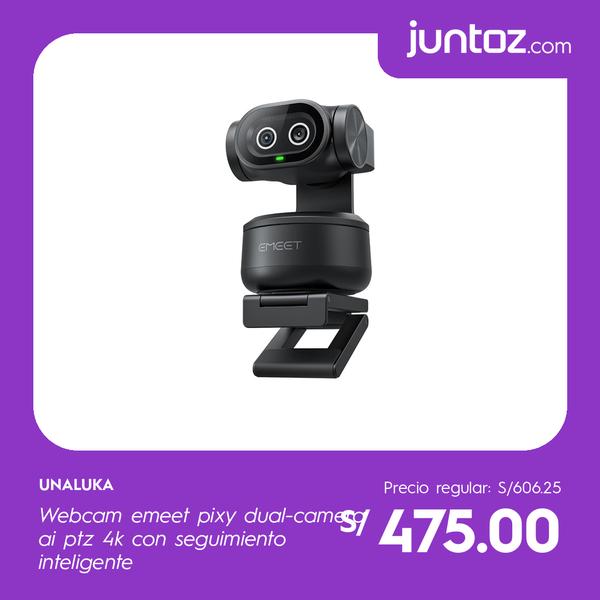 juntoz.com
EMEET
UNALUKA
Webcam emeet pixy dual-camera
ai ptz 4k con seguimiento
inteligente
Precio regular: S/606.25
S/ 475.00